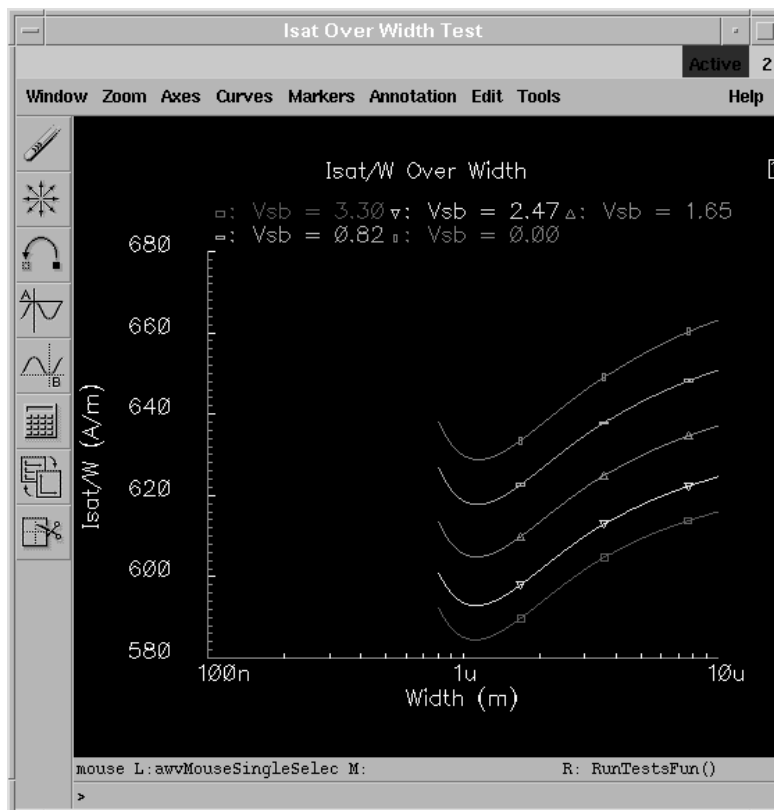 Isat Over Width Test
Active 2
Window Zoom Axes Curves Markers Annotation Edit Tools Help
Isat/W Over Width
: Vsb = 3.30 : Vsb = 2.47 : Vsb = 1.65
: Vsb = 0.82 : Vsb = 0.00
680
660
640
620
600
580
Isat/W (A/m)
100n 1u 10u
Width (m)
A
B
mouse L:awvMouseSingleSelec M: R: RunTestsFun()
>